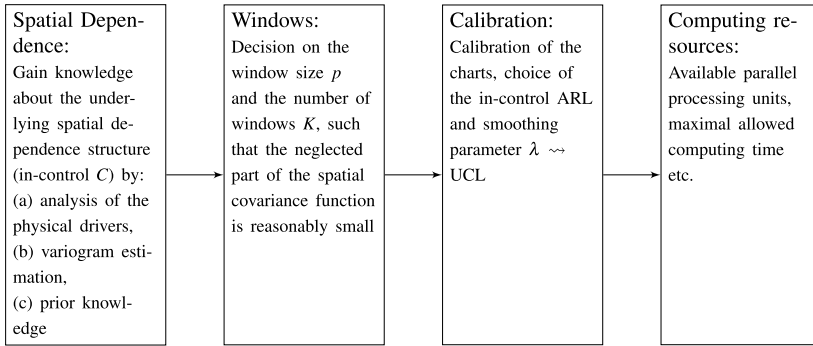 Spatial Depen-
dence:
Gain knowledge
about the under-
lying spatial de-
pendence structure
(in-control C) by:
(a) analysis of the
physical drivers,
(b) variogram esti-
mation,
(c) prior knowl-
edge
Windows:
Decision on the
window size p
and the number of
windows K, such
that the neglected
part of the spatial
covariance function
is reasonably small
Calibration:
Calibration of the
charts, choice of
the in-control ARL
and smoothing
parameter λ ⇝
UCL
Computing re-
sources:
Available parallel
processing units,
maximal allowed
computing time
etc.